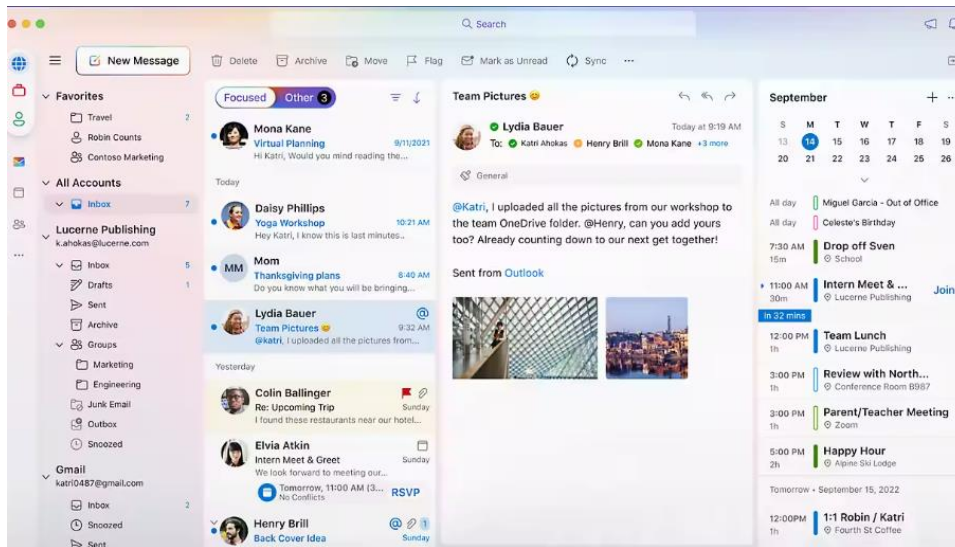 Search
New Message
Delete
Archive
Move
Flag
Mark as Unread
Sync
...
Favorites
Travel 2
Robin Counts
Contoso Marketing
All Accounts
Inbox 7
Lucerne Publishing
k.ahokas@lucerne.com
Inbox 5
Drafts 1
Sent
Archive
Groups
Marketing
Engineering
Junk Email
Outbox
Snoozed
Gmail
katri0487@gmail.com
Inbox 2
Snoozed
Sent
Focused Other 3
Mona Kane
Virtual Planning 9/11/2021
Hi Katri, Would you mind reading the...
Today
Daisy Phillips
Yoga Workshop 10:21 AM
Hey Katri, I know this is last minutes..
MM
Mom
Thanksgiving plans 8:40 AM
Do you know what you will be bringing...
Lydia Bauer @
Team Pictures 😊 9:32 AM
@katri, I uploaded all the pictures from...
Yesterday
Colin Ballinger
Re: Upcoming Trip Sunday
I found these restaurants near our hotel...
Elvia Atkin
Intern Meet & Greet Sunday
We look forward to meeting our...
Tomorrow, 11:00 AM (3... RSVP
No Conflicts
Henry Brill @ 1
Back Cover Idea Sunday
Team Pictures 😊
Lydia Bauer Today at 9:19 AM
To: Katri Ahokas Henry Brill Mona Kane +3 more
General
@Katri, I uploaded all the pictures from our workshop to
the team OneDrive folder. @Henry, can you add yours
too? Already counting down to our next get together!
Sent from Outlook
September + ...
S M T W T F S
13 14 15 16 17 18 19
20 21 22 23 24 25 26
All day Miguel Garcia - Out of Office
All day Celeste's Birthday
7:30 AM Drop off Sven
15m School
11:00 AM Intern Meet & ... Join
30m Lucerne Publishing
In 32 mins
12:00 PM Team Lunch
1h Lucerne Publishing
3:00 PM Review with North...
1h Conference Room B987
3:00 PM Parent/Teacher Meeting
1h Zoom
5:00 PM Happy Hour
2h Alpine Ski Lodge
Tomorrow • September 15, 2022
12:00PM 1:1 Robin / Katri
1h Fourth St Coffee